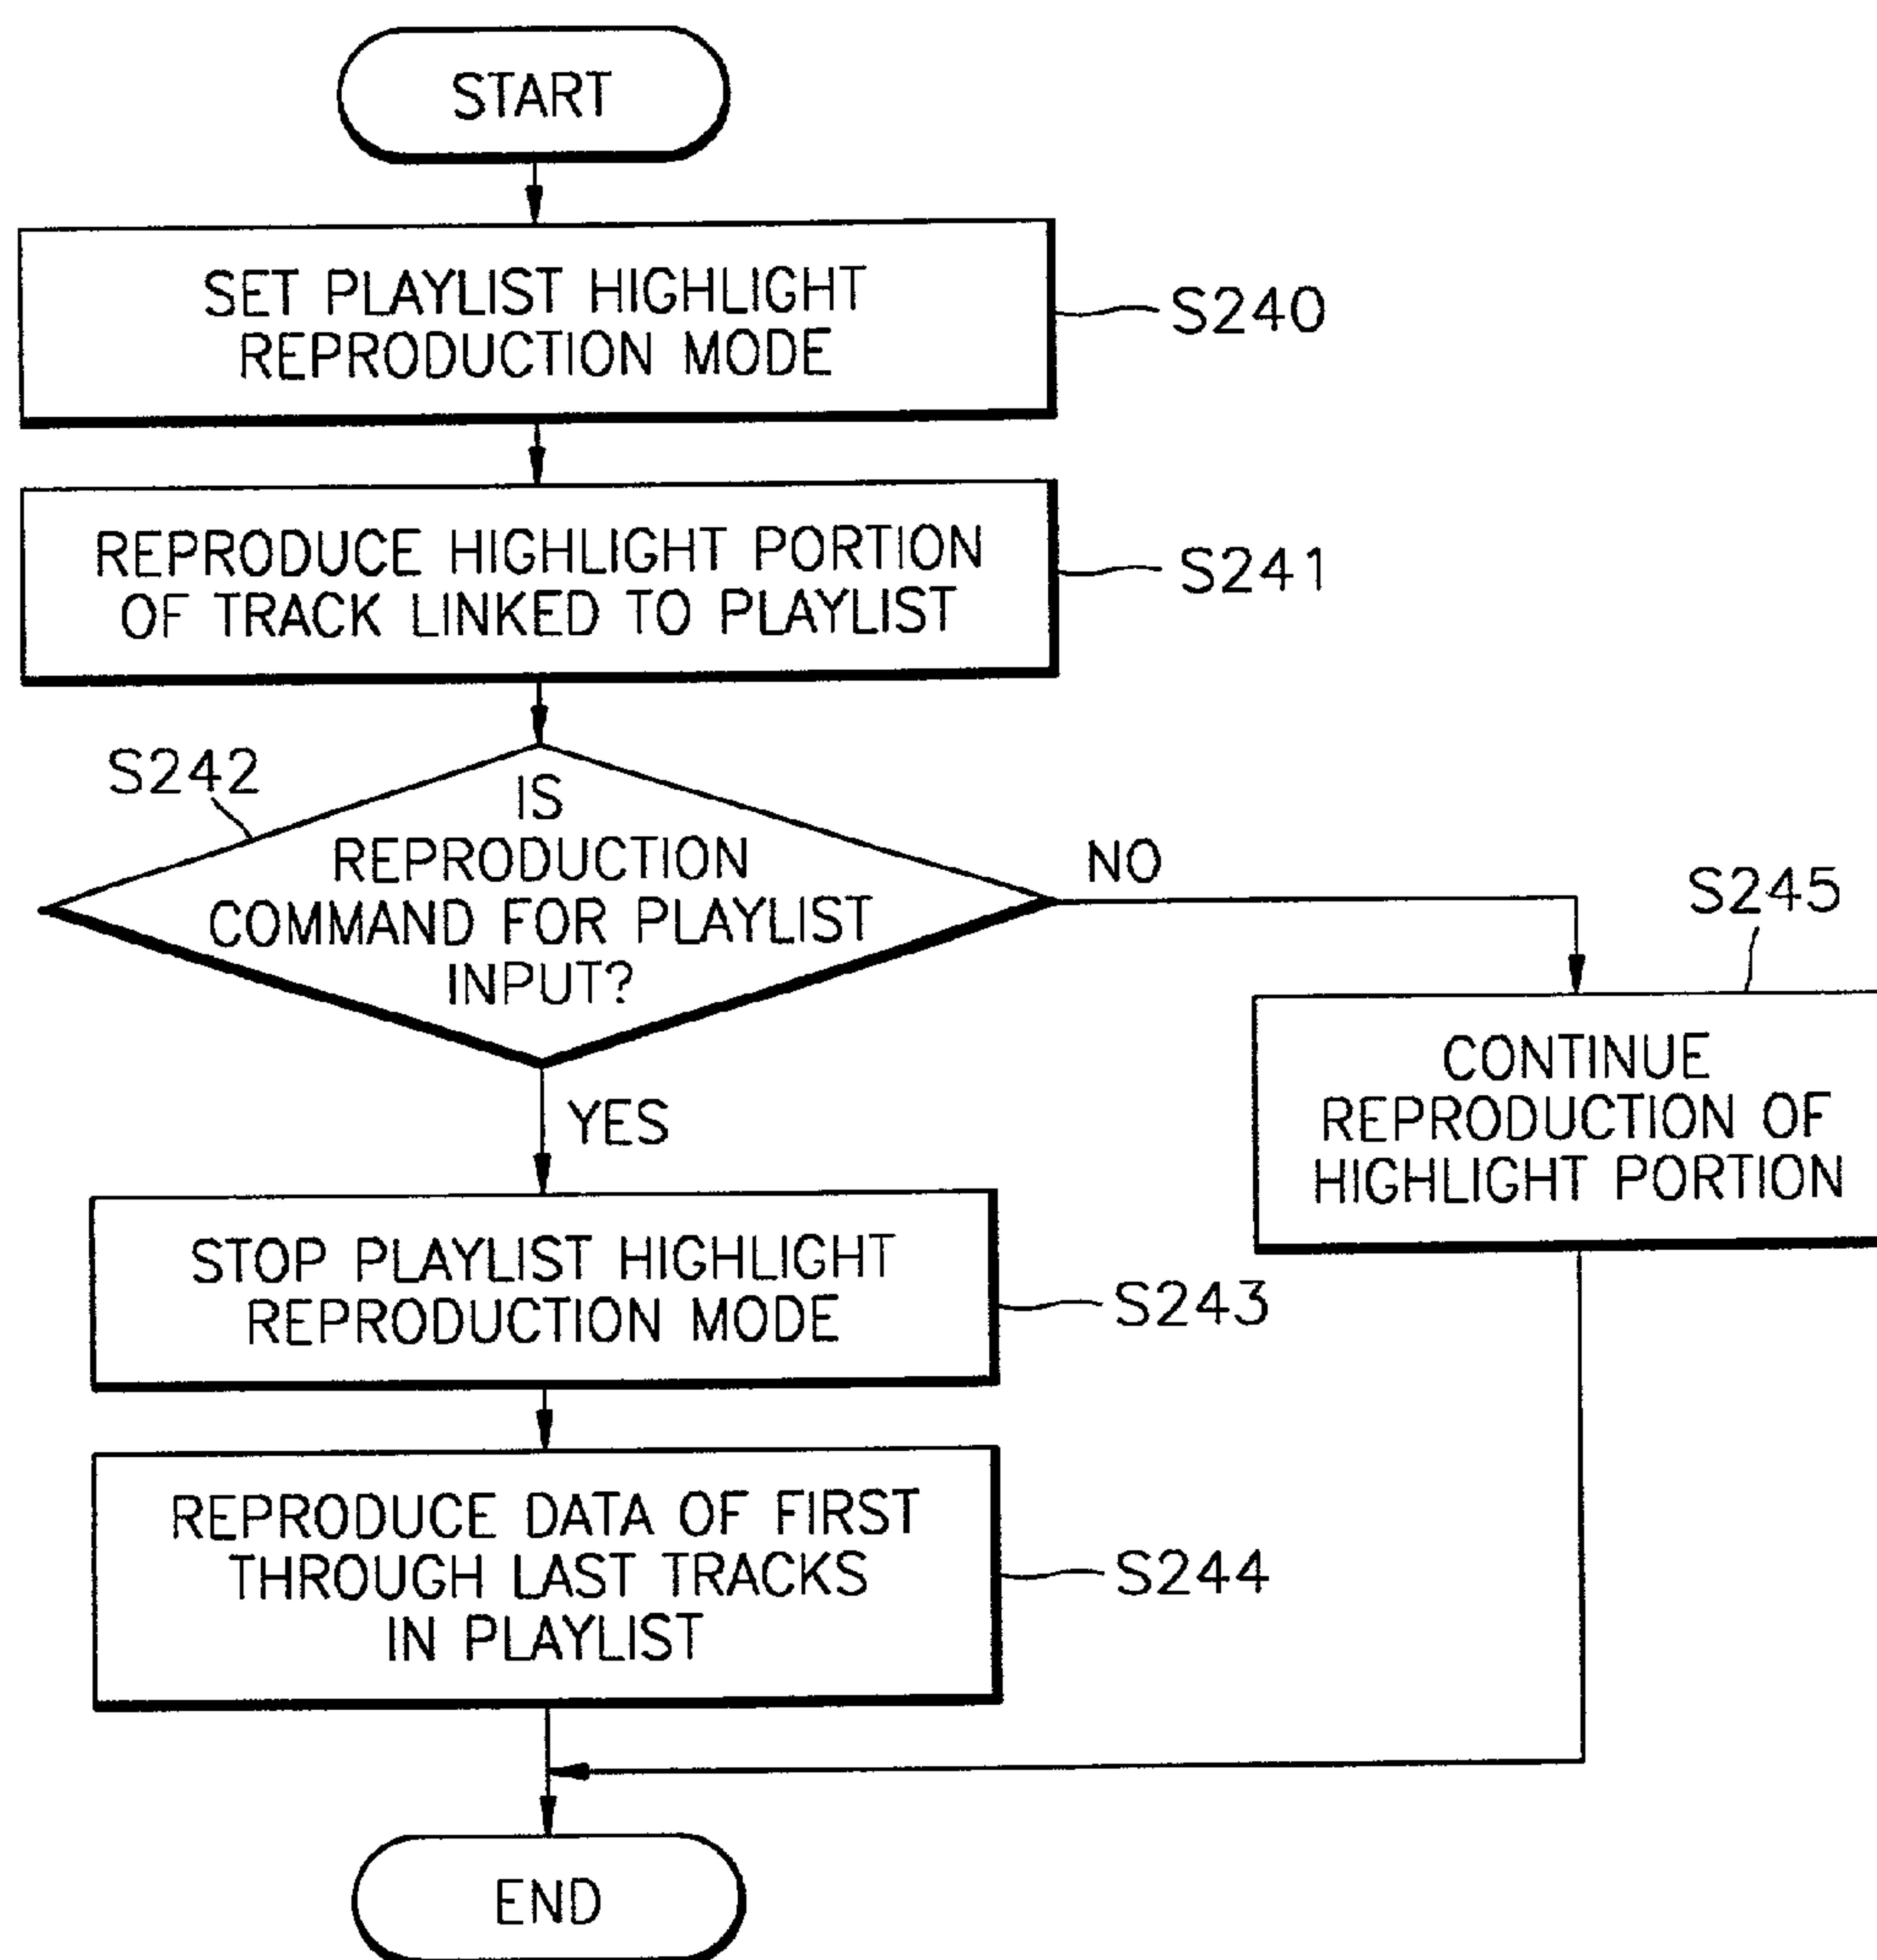 START
SET PLAYLIST HIGHLIGHT
REPRODUCTION MODE
S240
REPRODUCE HIGHLIGHT PORTION
OF TRACK LINKED TO PLAYLIST
S241
S242
IS
REPRODUCTION
COMMAND FOR PLAYLIST
INPUT?
NO
YES
S245
CONTINUE
REPRODUCTION OF
HIGHLIGHT PORTION
STOP PLAYLIST HIGHLIGHT
REPRODUCTION MODE
S243
REPRODUCE DATA OF FIRST
THROUGH LAST TRACKS
IN PLAYLIST
S244
END